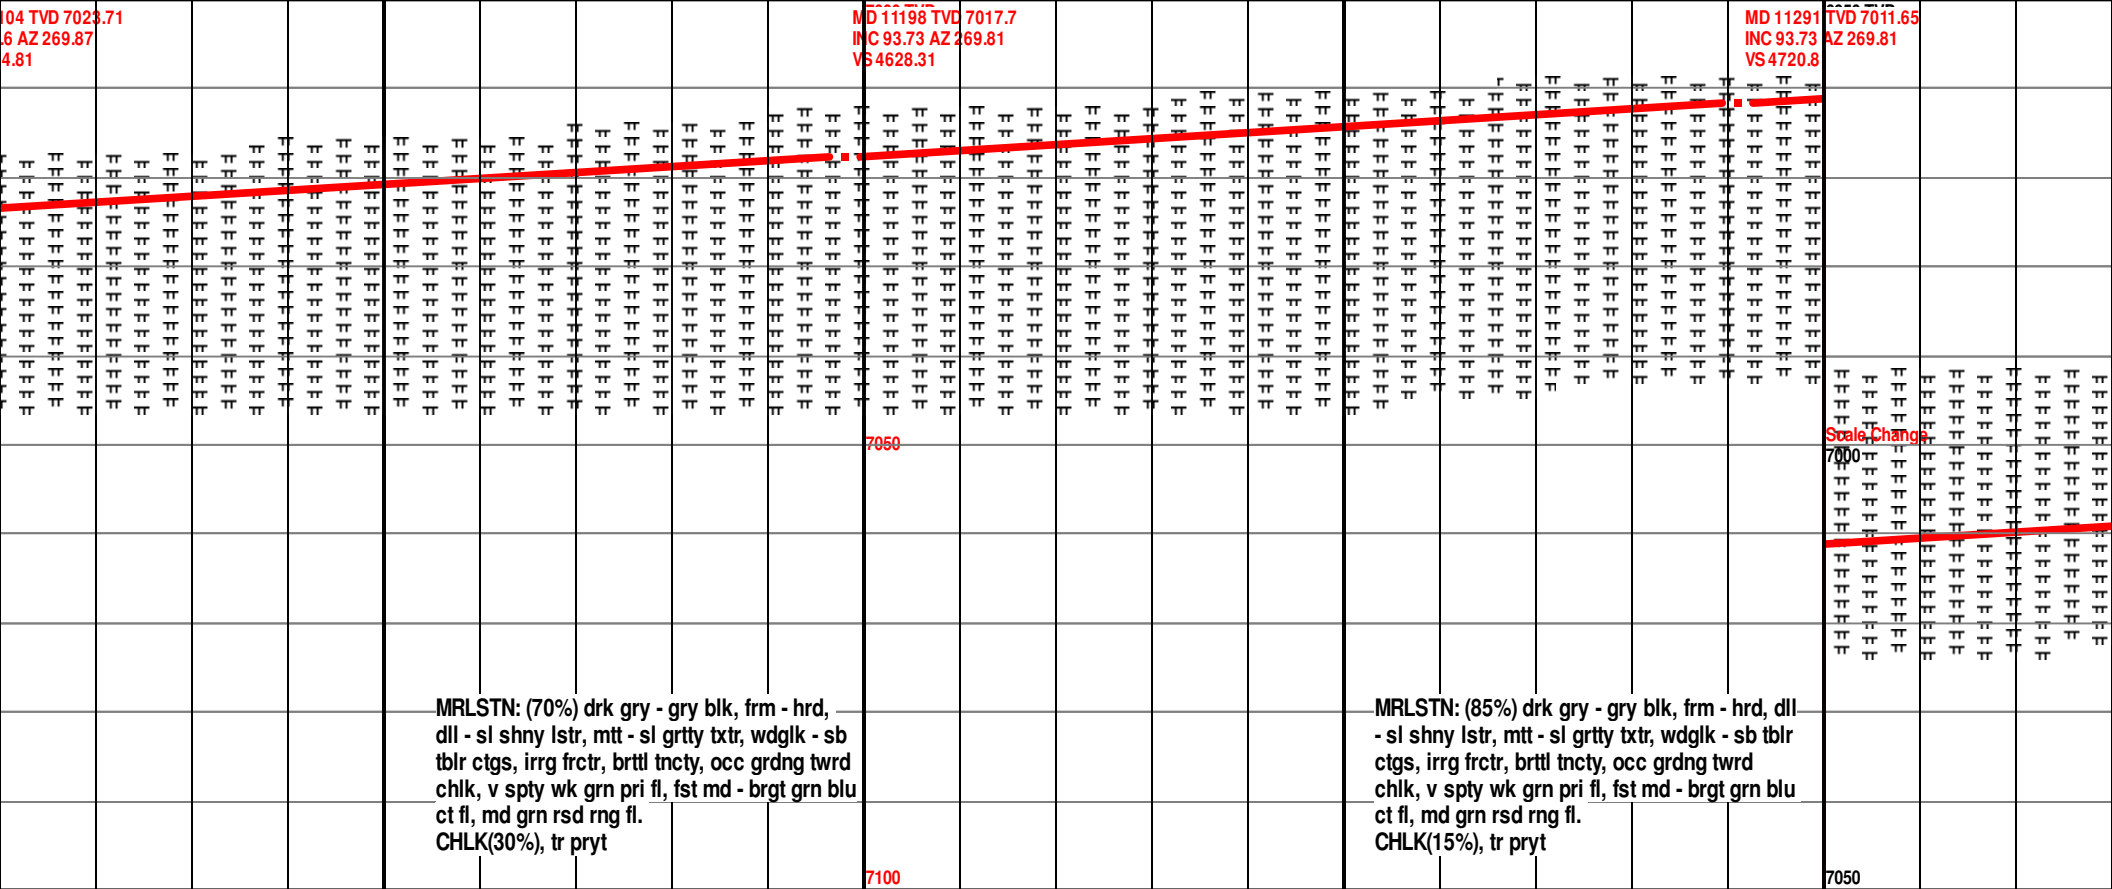 104 TVD 7023.71
.6 AZ 269.87
4.81
MD 11198 TVD 7017.7
INC 93.73 AZ 269.81
VS 4628.31
MD 11291 TVD 7011.65
INC 93.73 AZ 269.81
VS 4720.8
7050
Scale Change
7000
MRLSTN: (70%) drk gry - gry blk, frm - hrd,
dll - sl shny lstr, mtt - sl grtty txtr, wdglk - sb
tblr ctgs, irrg frctr, brttl tncty, occ grdng twrd
chlk, v spty wk grn pri fl, fst md - brgt grn blu
ct fl, md grn rsd rng fl.
CHLK(30%), tr pryt
MRLSTN: (85%) drk gry - gry blk, frm - hrd, dll
- sl shny lstr, mtt - sl grtty txtr, wdglk - sb tblr
ctgs, irrg frctr, brttl tncty, occ grdng twrd
chlk, v spty wk grn pri fl, fst md - brgt grn blu
ct fl, md grn rsd rng fl.
CHLK(15%), tr pryt
7100
7050